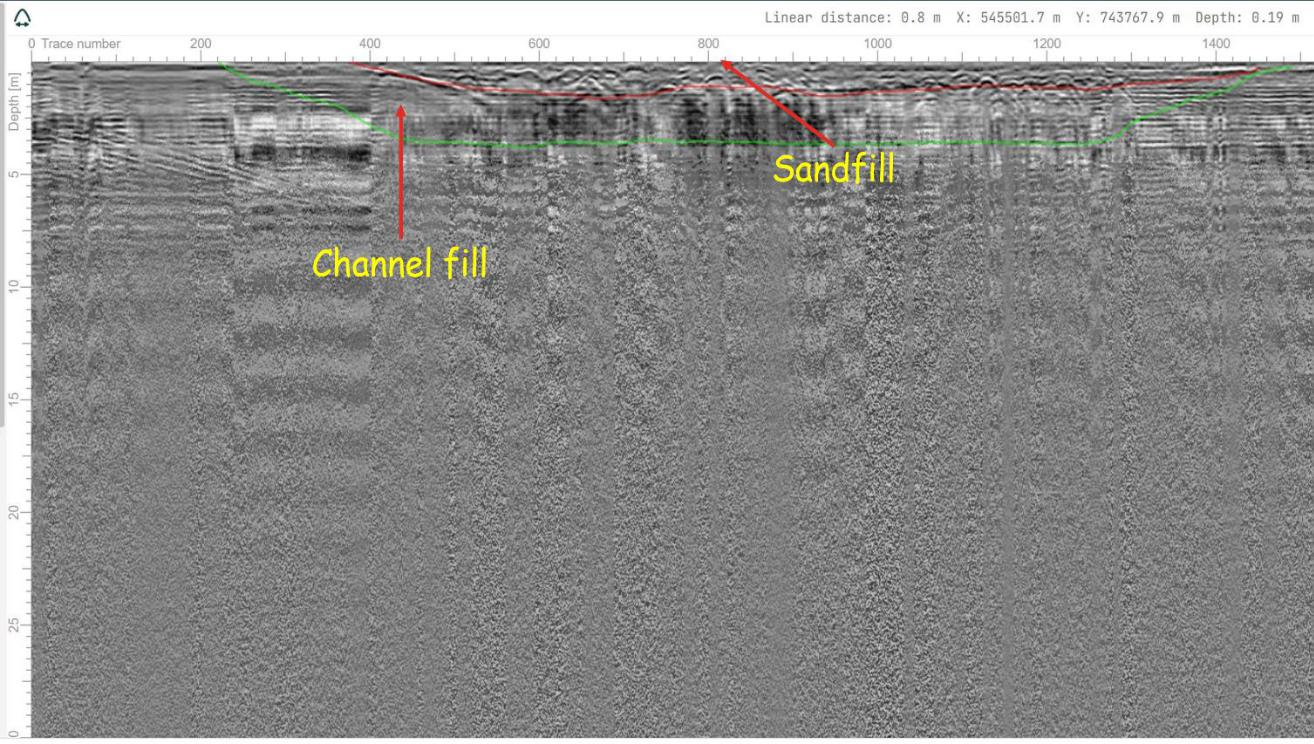 Linear distance: 0.8 m X: 545501.7 m Y: 743767.9 m Depth: 0.19 m
0 Trace number 200 400 600 800 1000 1200 1400
Depth [m]
Sandfill
5
Channel fill
10
15
20
25
0